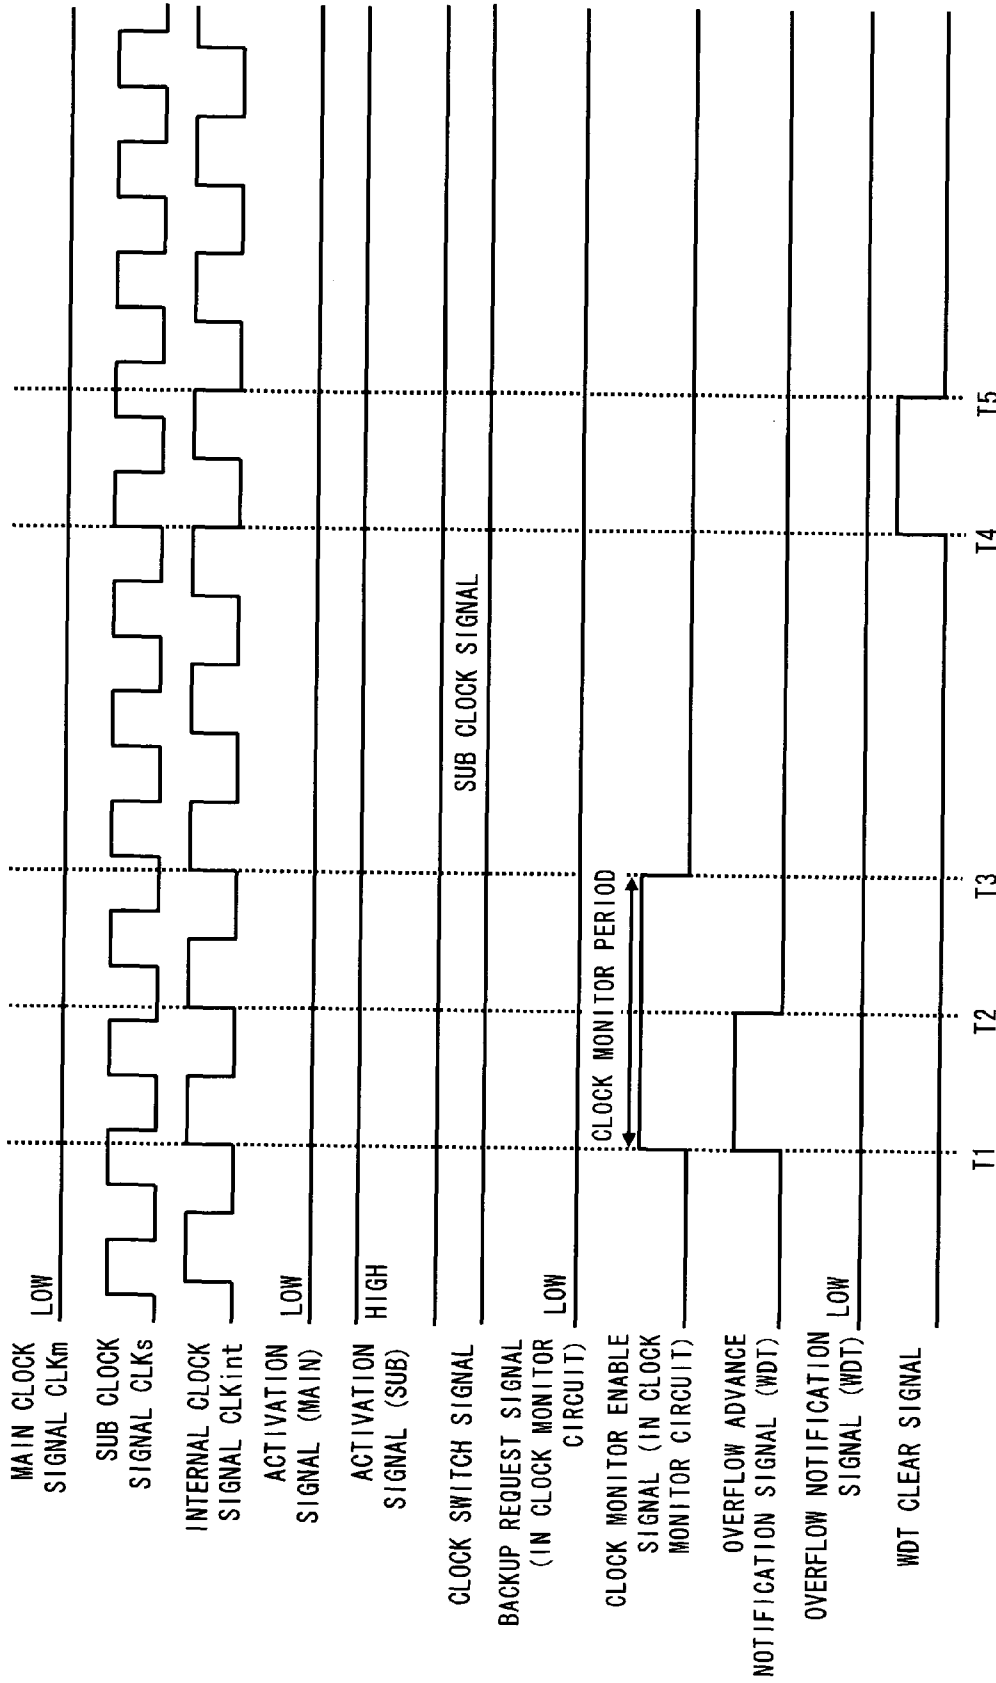 MAIN CLOCK
SIGNAL CLKm
LOW
SUB CLOCK
SIGNAL CLKs
INTERNAL CLOCK
SIGNAL CLKint
ACTIVATION
SIGNAL (MAIN)
LOW
ACTIVATION
SIGNAL (SUB)
HIGH
CLOCK SWITCH SIGNAL
SUB CLOCK SIGNAL
BACKUP REQUEST SIGNAL
(IN CLOCK MONITOR
CIRCUIT)
LOW
CLOCK MONITOR ENABLE
SIGNAL (IN CLOCK
MONITOR CIRCUIT)
CLOCK MONITOR PERIOD
OVERFLOW ADVANCE
NOTIFICATION SIGNAL (WDT)
OVERFLOW NOTIFICATION
SIGNAL (WDT)
LOW
WDT CLEAR SIGNAL
T1
T2
T3
T4
T5